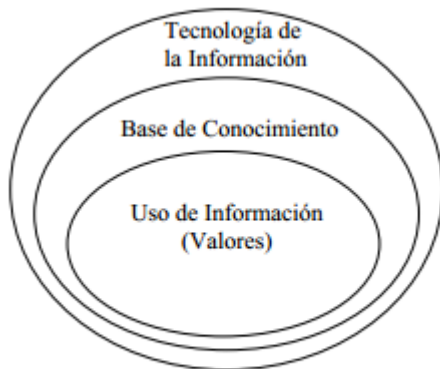 Tecnología de
la Información
Base de Conocimiento
Uso de Información
(Valores)